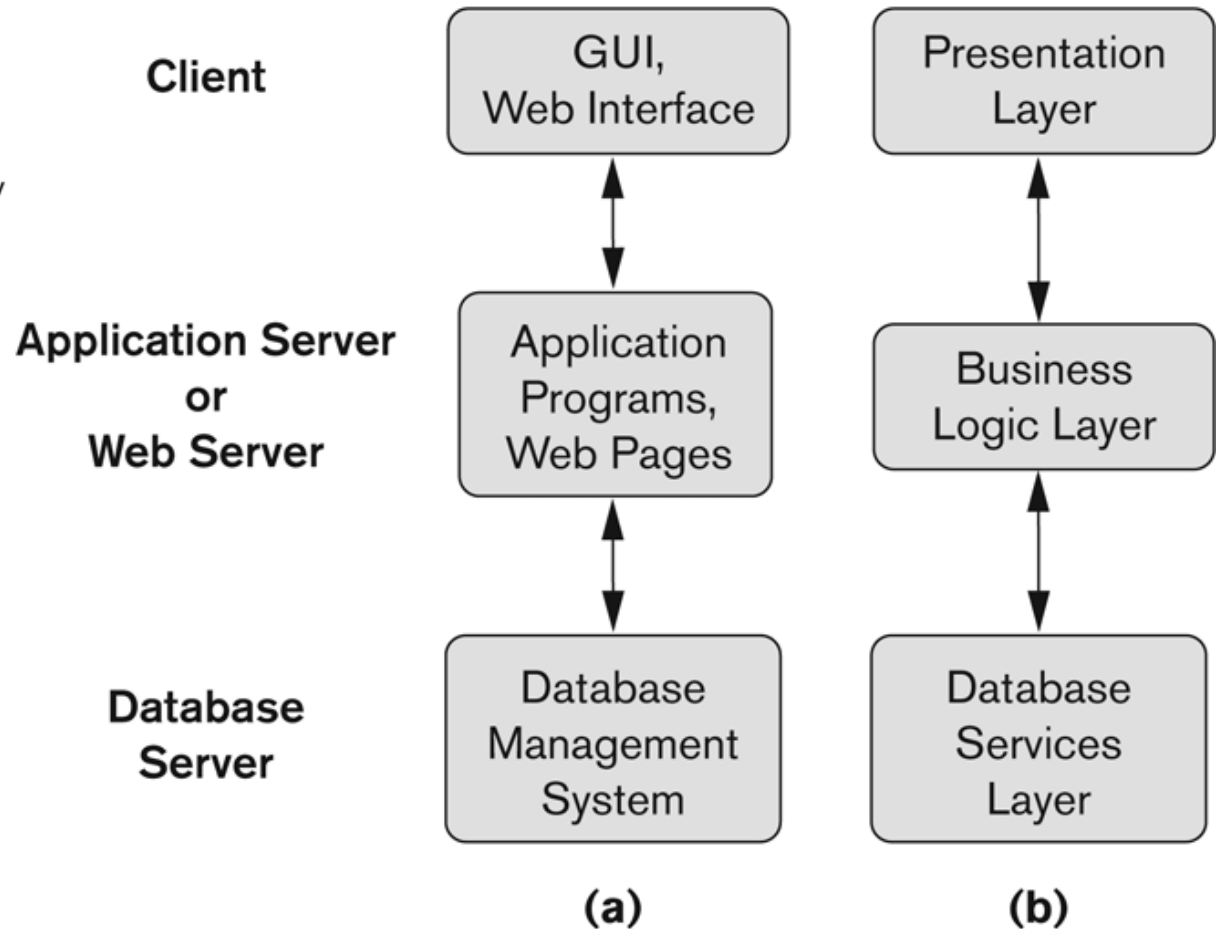 Client
GUI,
Web Interface
Presentation
Layer
Application Server
or
Web Server
Application
Programs,
Web Pages
Business
Logic Layer
Database
Server
Database
Management
System
Database
Services
Layer
(a)
(b)